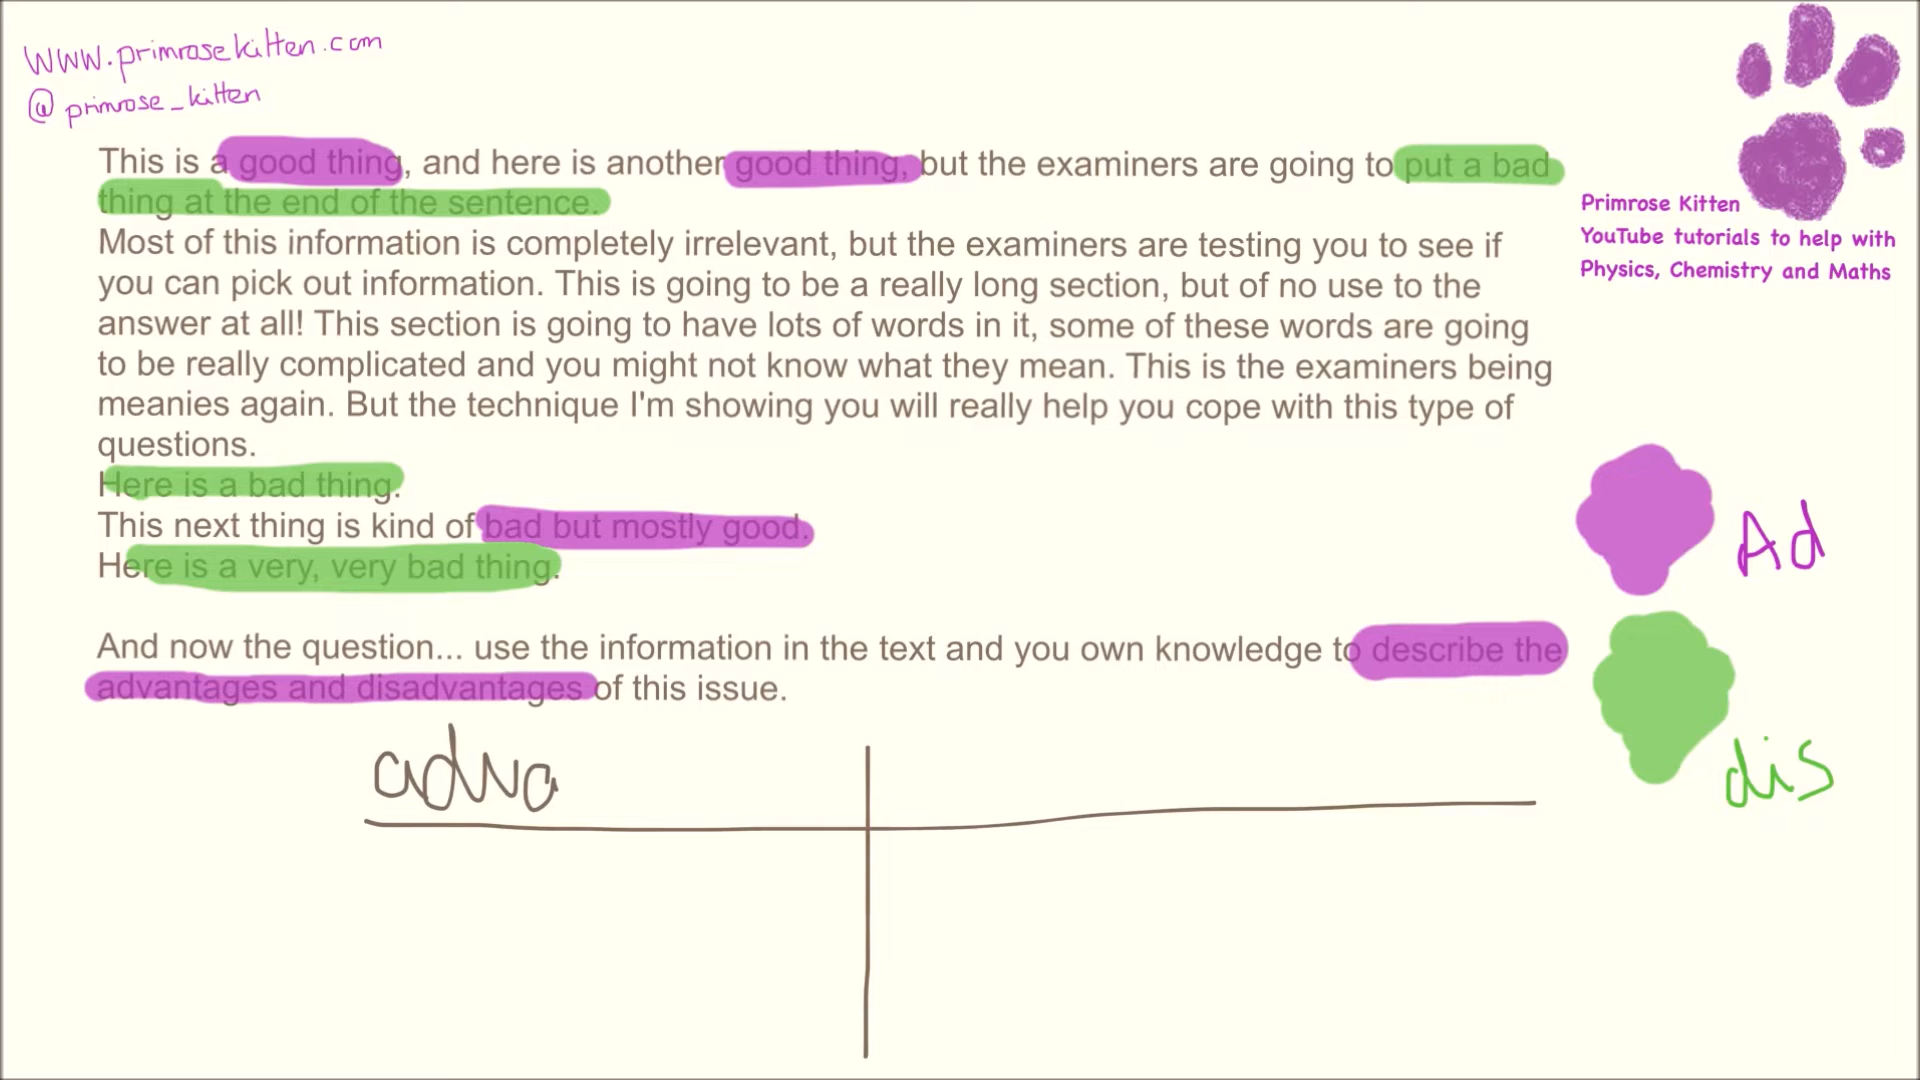 www.primrosekitten.com
@primrose_kitten
This is a good thing, and here is another good thing, but the examiners are going to put a bad
thing at the end of the sentence.
Most of this information is completely irrelevant, but the examiners are testing you to see if
you can pick out information. This is going to be a really long section, but of no use to the
answer at all! This section is going to have lots of words in it, some of these words are going
to be really complicated and you might not know what they mean. This is the examiners being
meanies again. But the technique I'm showing you will really help you cope with this type of
questions.
Here is a bad thing.
This next thing is kind of bad but mostly good.
Here is a very, very bad thing.
And now the question... use the information in the text and you own knowledge to describe the
advantages and disadvantages of this issue.
Primrose Kitten
YouTube tutorials to help with
Physics, Chemistry and Maths
Ad
dis
adva